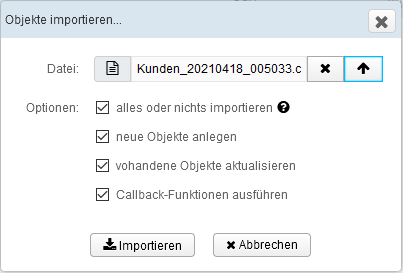 Objekte importieren...
Datei: Kunden_20210418_005033.c
Optionen: alles oder nichts importieren
neue Objekte anlegen
vohandene Objekte aktualisieren
Callback-Funktionen ausführen
Importieren Abbrechen